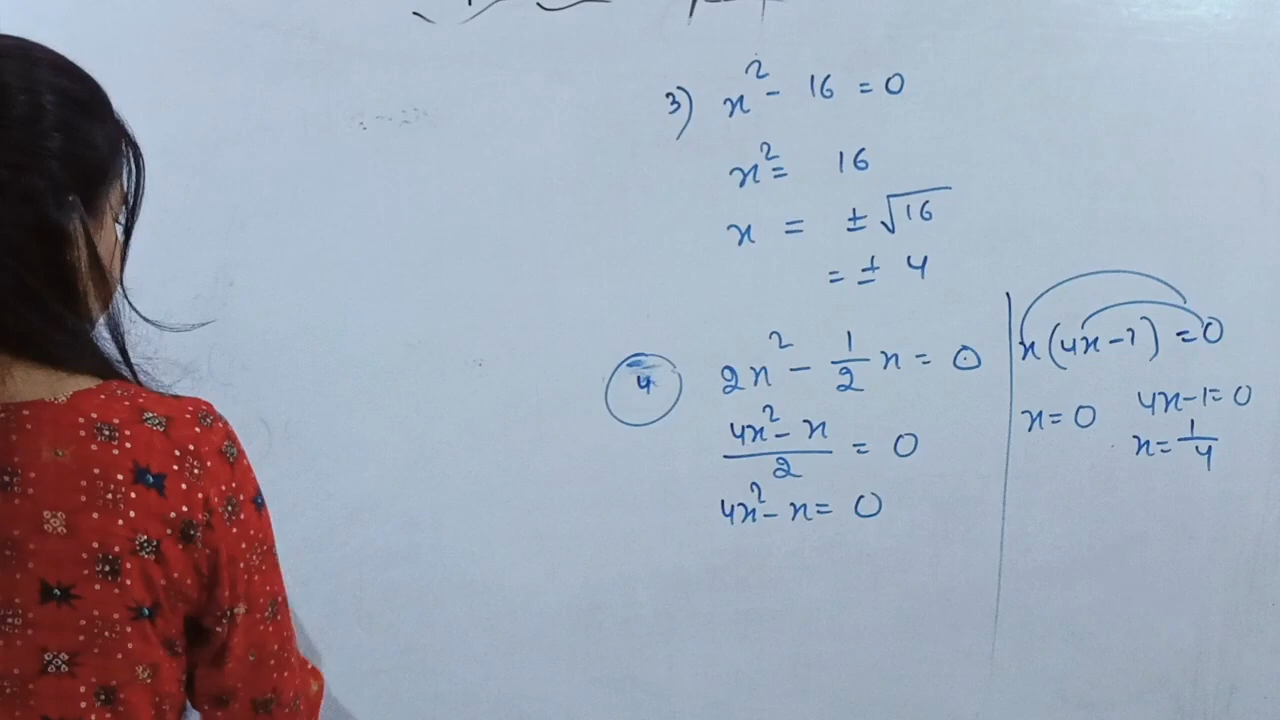 3) x² - 16 = 0
x² = 16
x = ± √16
= ± 4
4 2x² - 1/2 x = 0
(4x² - x)/2 = 0
4x² - x = 0
x(4x-1) = 0
x = 0 4x-1 = 0
x = 1/4